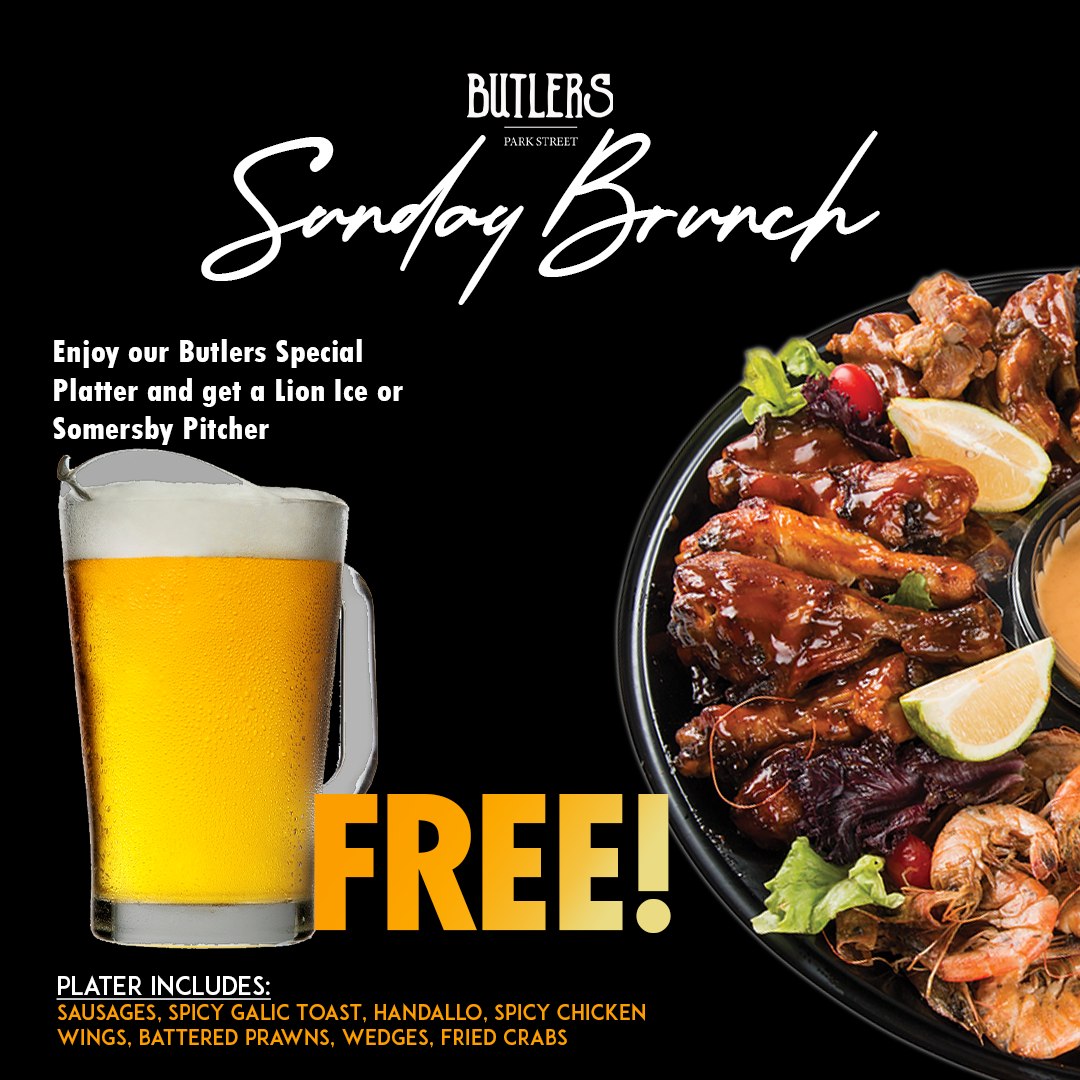 BUTLERS
PARK STREET
Sunday Brunch
Enjoy our Butlers Special
Platter and get a Lion Ice or
Somersby Pitcher
FREE!
PLATER INCLUDES:
SAUSAGES, SPICY GALIC TOAST, HANDALLO, SPICY CHICKEN
WINGS, BATTERED PRAWNS, WEDGES, FRIED CRABS